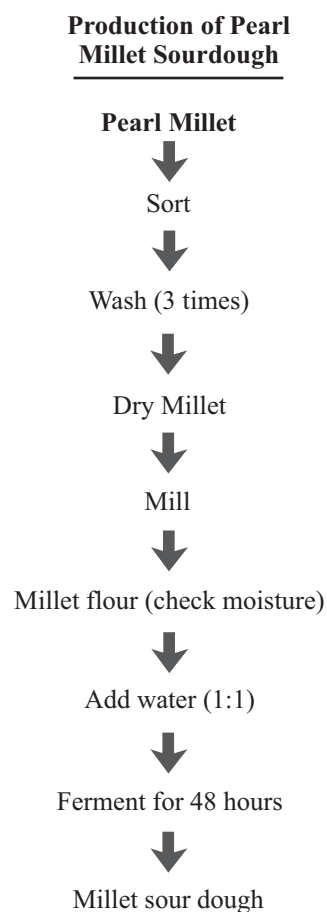 Production of Pearl
Millet Sourdough
Pearl Millet
Sort
Wash (3 times)
Dry Millet
Mill
Millet flour (check moisture)
Add water (1:1)
Ferment for 48 hours
Millet sour dough